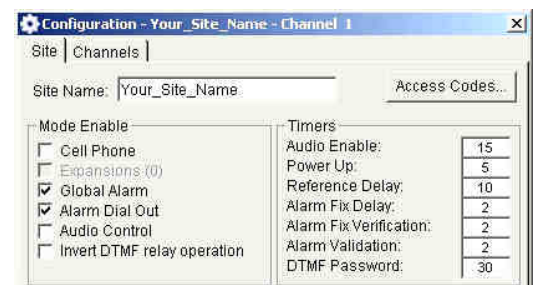 Configuration - Your_Site_Name - Channel 1
Site Channels
Site Name: Your_Site_Name Access Codes...
Mode Enable
Cell Phone
Expansions (0)
Global Alarm
Alarm Dial Out
Audio Control
Invert DTMF relay operation
Timers
Audio Enable: 15
Power Up: 5
Reference Delay: 10
Alarm Fix Delay: 2
Alarm Fix Verification: 2
Alarm Validation: 2
DTMF Password: 30